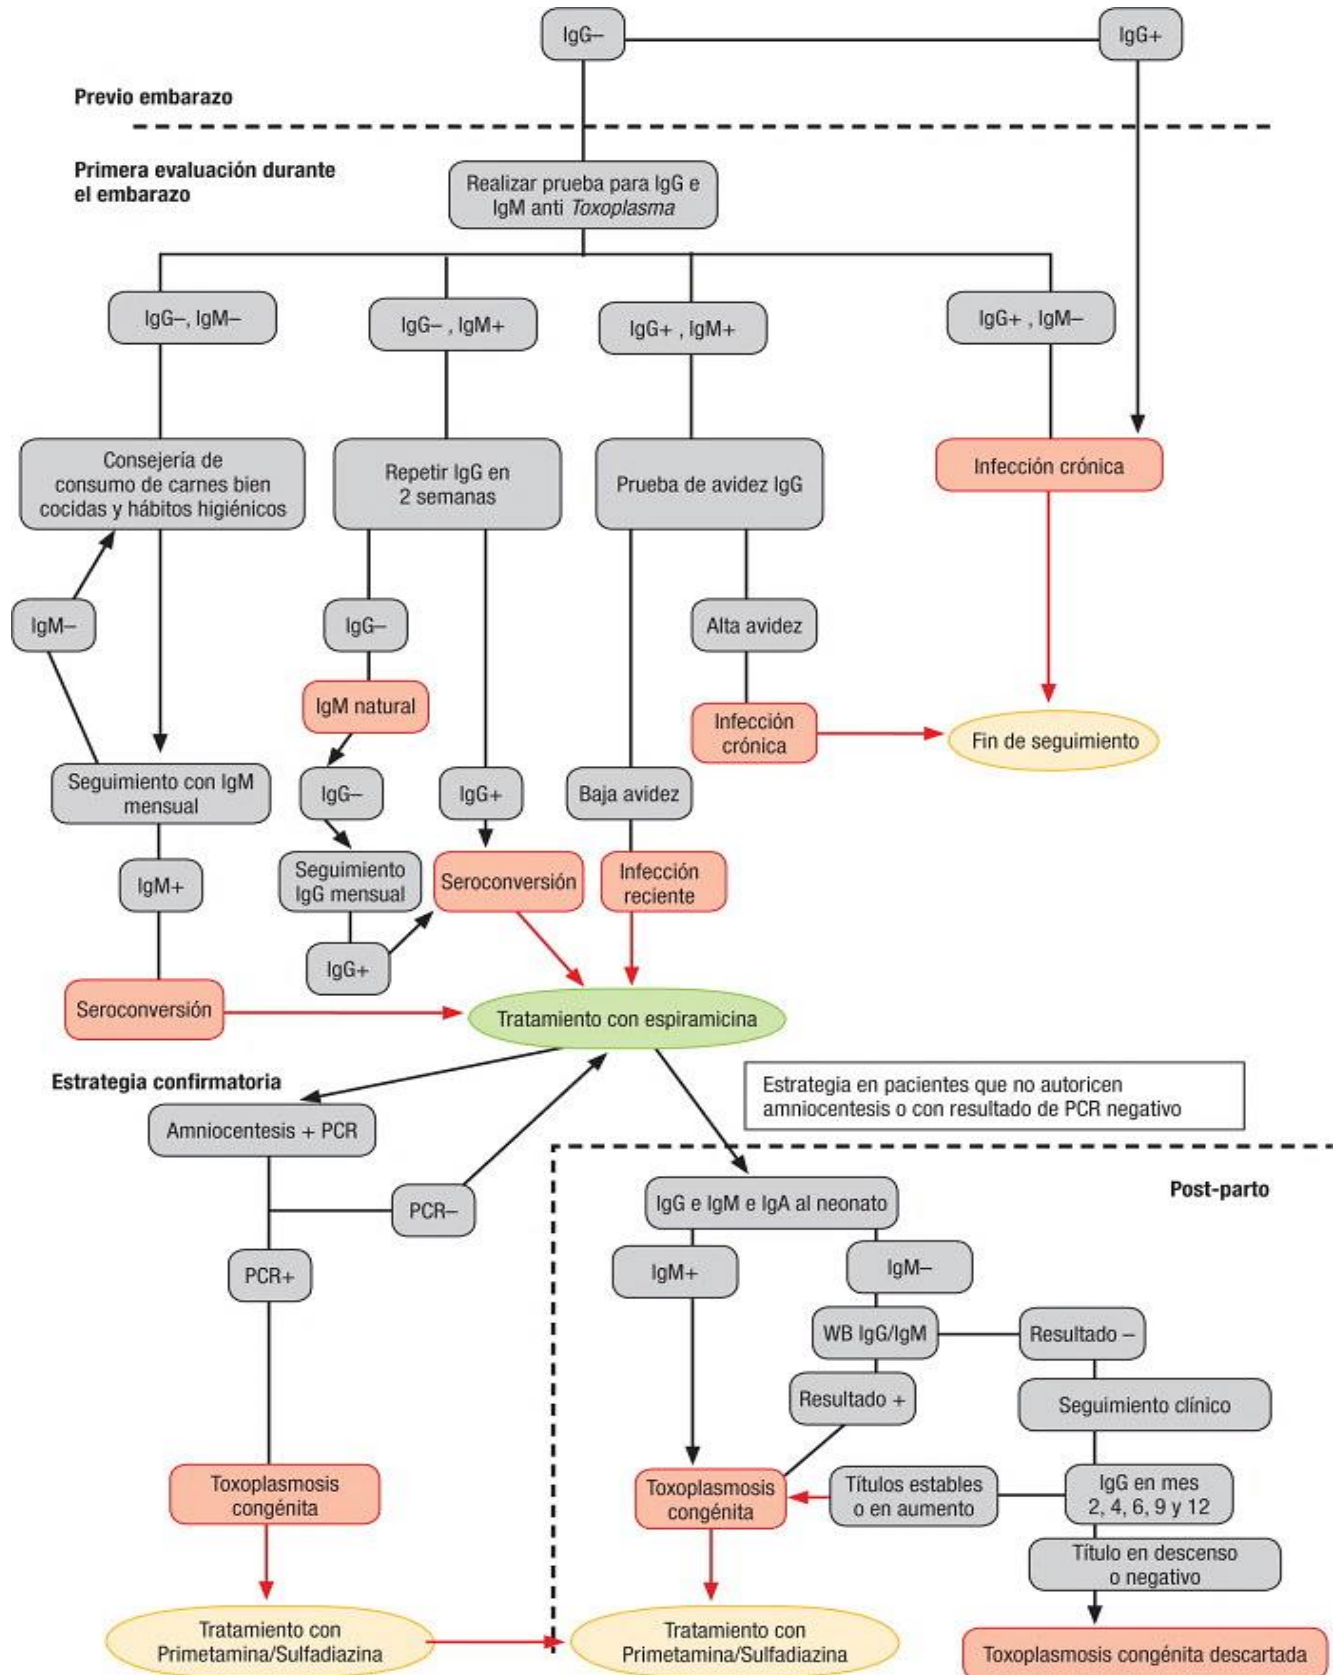 IgG–
IgG+
Previo embarazo
Primera evaluación durante
el embarazo
Realizar prueba para IgG e
IgM anti Toxoplasma
IgG–, IgM–
IgG– , IgM+
IgG+ , IgM+
IgG+ , IgM–
Consejería de
consumo de carnes bien
cocidas y hábitos higiénicos
Repetir IgG en
2 semanas
Prueba de avidez IgG
Infección crónica
IgM–
IgG–
Alta avidez
IgM natural
Infección
crónica
Fin de seguimiento
Seguimiento con IgM
mensual
IgG–
IgG+
Baja avidez
IgM+
Seguimiento
IgG mensual
Seroconversión
Infección
reciente
IgG+
Seroconversión
Tratamiento con espiramicina
Estrategia confirmatoria
Estrategia en pacientes que no autoricen
amniocentesis o con resultado de PCR negativo
Amniocentesis + PCR
Post-parto
PCR–
IgG e IgM e IgA al neonato
PCR+
IgM+
IgM–
WB IgG/IgM
Resultado –
Resultado +
Seguimiento clínico
Toxoplasmosis
congénita
Toxoplasmosis
congénita
Títulos estables
o en aumento
IgG en mes
2, 4, 6, 9 y 12
Título en descenso
o negativo
Tratamiento con
Primetamina/Sulfadiazina
Tratamiento con
Primetamina/Sulfadiazina
Toxoplasmosis congénita descartada